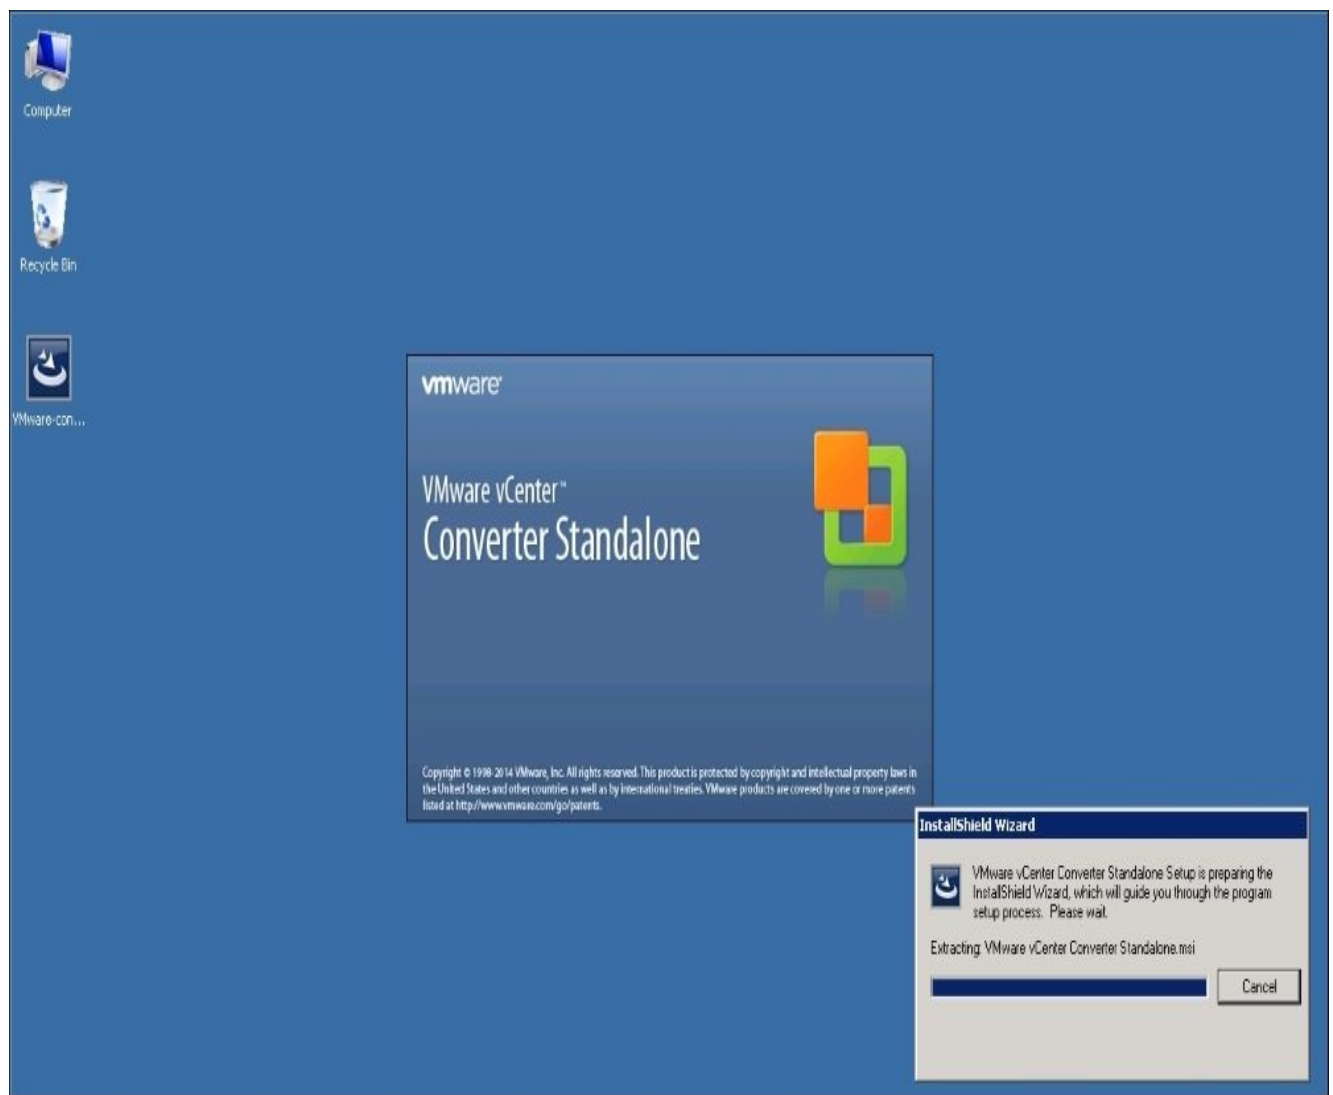 Computer
Recycle Bin
VMware-con...
vmware®
VMware vCenter™
Converter Standalone
Copyright © 1998-2014 VMware, Inc. All rights reserved. This product is protected by copyright and intellectual property laws in
the United States and other countries as well as by international treaties. VMware products are covered by one or more patents
listed at http://www.vmware.com/go/patents.
InstallShield Wizard
VMware vCenter Converter Standalone Setup is preparing the
InstallShield Wizard, which will guide you through the program
setup process. Please wait.
Extracting: VMware vCenter Converter Standalone.msi
Cancel